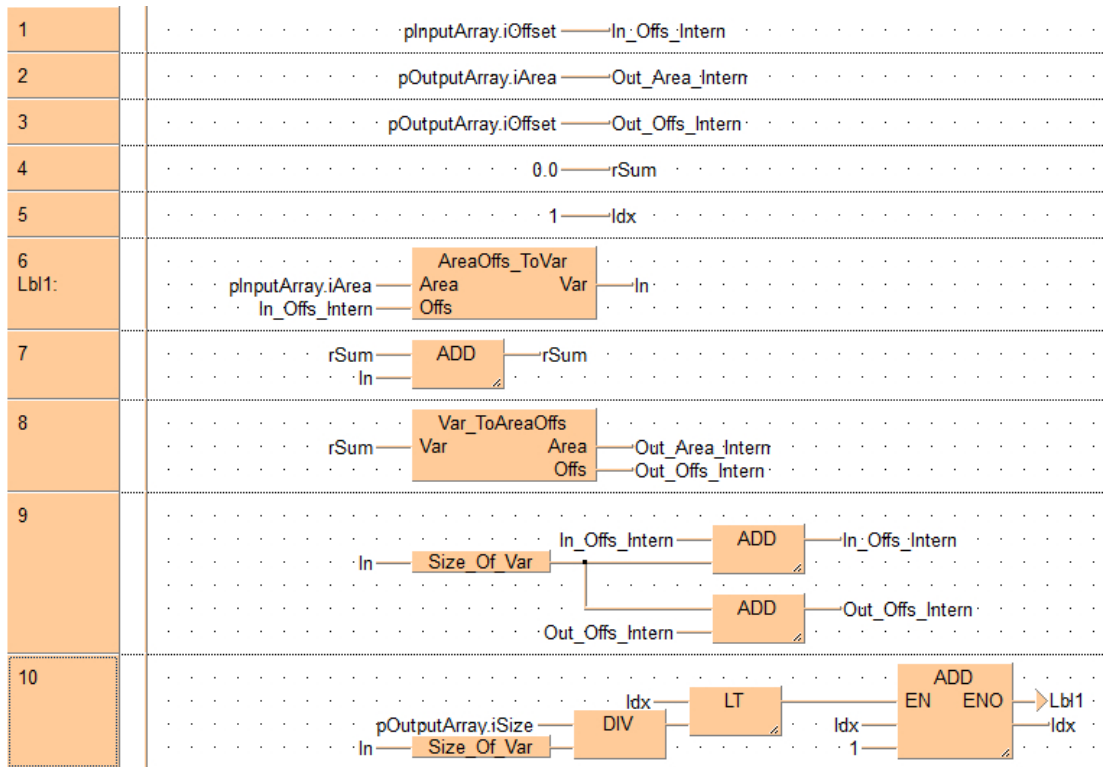 1
pInputArray.iOffset In_Offs_Intern
2
pOutputArray.iArea Out_Area_Intern
3
pOutputArray.iOffset Out_Offs_Intern
4
0.0 rSum
5
1 Idx
6
Lbl1:
AreaOffs_ToVar
pInputArray.iArea Area Var In
In_Offs_Intern Offs
7
rSum ADD rSum
In
8
Var_ToAreaOffs
rSum Var Area Out_Area_Intern
Offs Out_Offs_Intern
9
In_Offs_Intern ADD In_Offs_Intern
In Size_Of_Var
ADD Out_Offs_Intern
Out_Offs_Intern
10
ADD
Idx LT EN ENO Lbl1
pOutputArray.iSize DIV Idx Idx
In Size_Of_Var 1